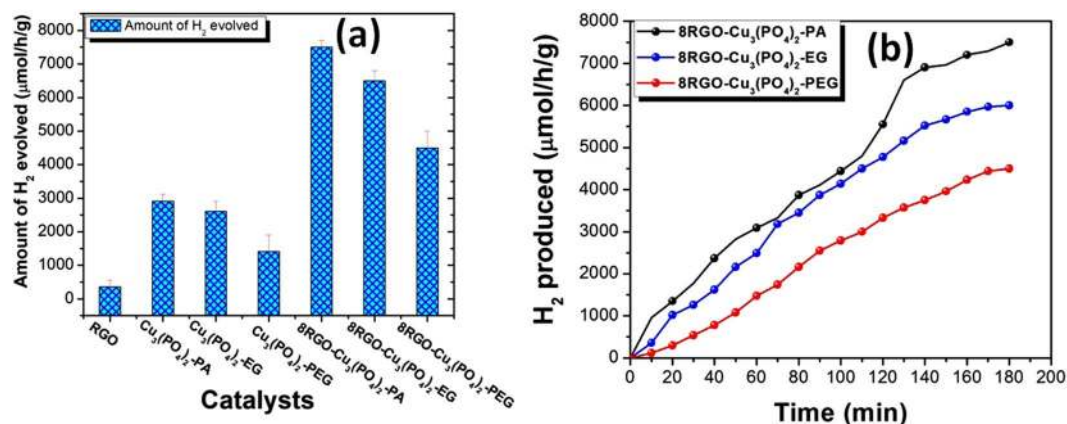 Amount of H₂ evolved
(a)
Amount of H₂ evolved (μmol/h/g)
8000
7000
6000
5000
4000
3000
2000
1000
0
RGO
Cu₃(PO₄)₂-PA
Cu₃(PO₄)₂-EG
Cu₃(PO₄)₂-PEG
8RGO-Cu₃(PO₄)₂-PA
8RGO-Cu₃(PO₄)₂-EG
8RGO-Cu₃(PO₄)₂-PEG
Catalysts
8RGO-Cu₃(PO₄)₂-PA
8RGO-Cu₃(PO₄)₂-EG
8RGO-Cu₃(PO₄)₂-PEG
(b)
H₂ produced (μmol/h/g)
8000
7000
6000
5000
4000
3000
2000
1000
0
0 20 40 60 80 100 120 140 160 180 200
Time (min)